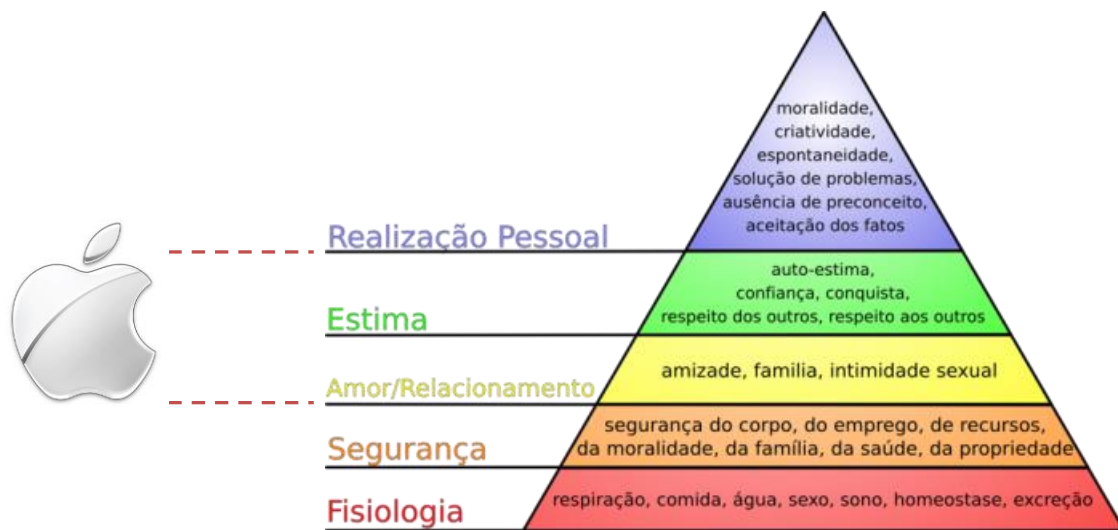 moralidade,
criatividade,
espontaneidade,
solução de problemas,
ausência de preconceito,
aceitação dos fatos
Realização Pessoal
auto-estima,
confiança, conquista,
respeito dos outros, respeito aos outros
Estima
amizade, familia, intimidade sexual
Amor/Relacionamento
segurança do corpo, do emprego, de recursos,
da moralidade, da família, da saúde, da propriedade
Segurança
respiração, comida, água, sexo, sono, homeostase, excreção
Fisiologia